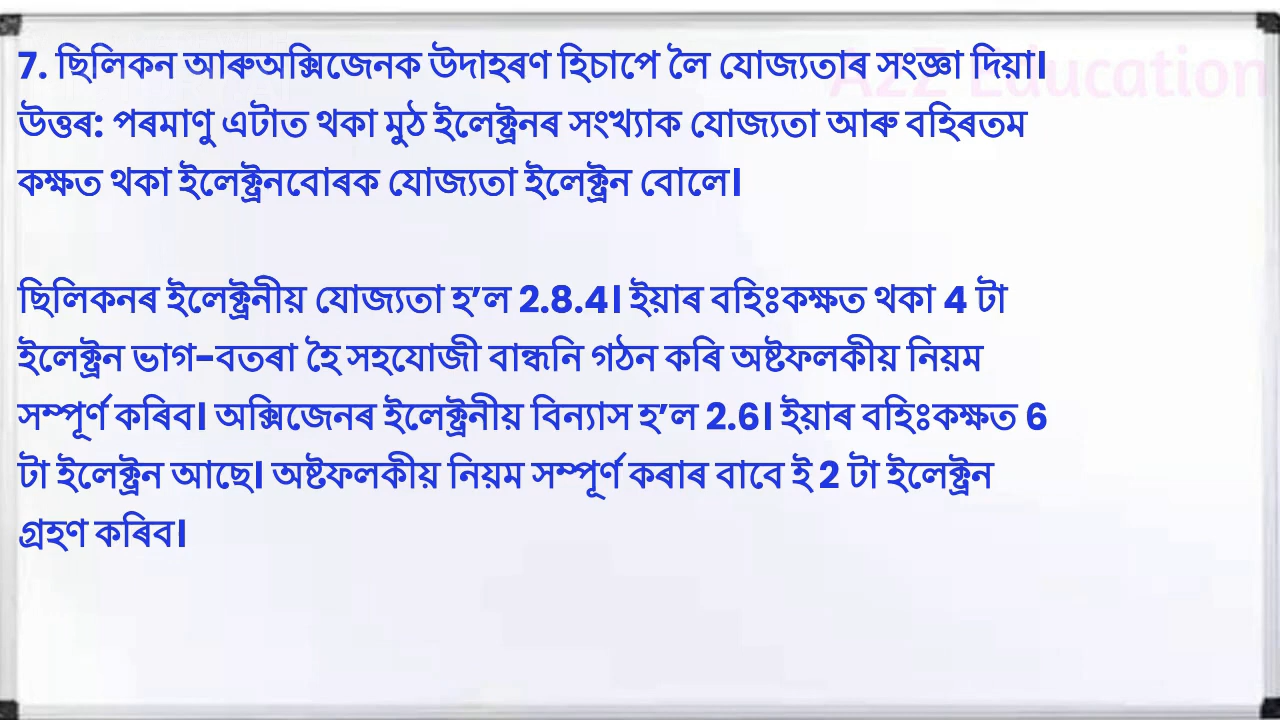 7. ছিলিকন আৰুঅক্সিজেনক উদাহৰণ হিচাপে লৈ যোজ্যতাৰ সংজ্ঞা দিয়া।
A2Z Education
উত্তৰ: পৰমাণু এটাত থকা মুঠ ইলেক্ট্ৰনৰ সংখ্যাক যোজ্যতা আৰু বহিৰতম
কক্ষত থকা ইলেক্ট্ৰনবোৰক যোজ্যতা ইলেক্ট্ৰন বোলে।
ছিলিকনৰ ইলেক্ট্ৰনীয় যোজ্যতা হ’ল 2.8.4। ইয়াৰ বহিঃকক্ষত থকা 4 টা
ইলেক্ট্ৰন ভাগ-বতৰা হৈ সহযোজী বান্ধনি গঠন কৰি অষ্টফলকীয় নিয়ম
সম্পূৰ্ণ কৰিব। অক্সিজেনৰ ইলেক্ট্ৰনীয় বিন্যাস হ’ল 2.6। ইয়াৰ বহিঃকক্ষত 6
টা ইলেক্ট্ৰন আছে। অষ্টফলকীয় নিয়ম সম্পূৰ্ণ কৰাৰ বাবে ই 2 টা ইলেক্ট্ৰন
গ্ৰহণ কৰিব।